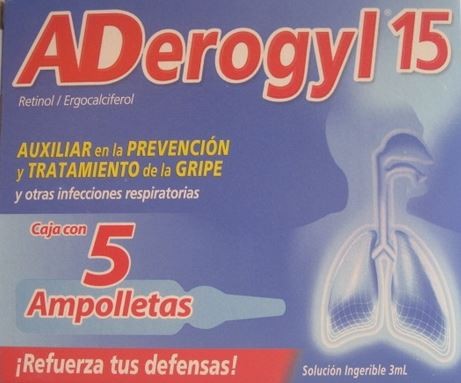 ADerogyl® 15
Retinol / Ergocalciferol
AUXILIAR en la PREVENCIÓN
y TRATAMIENTO de la GRIPE
y otras infecciones respiratorias
Caja con
5
Ampolletas
¡Refuerza tus defensas!
Solución Ingerible 3mL